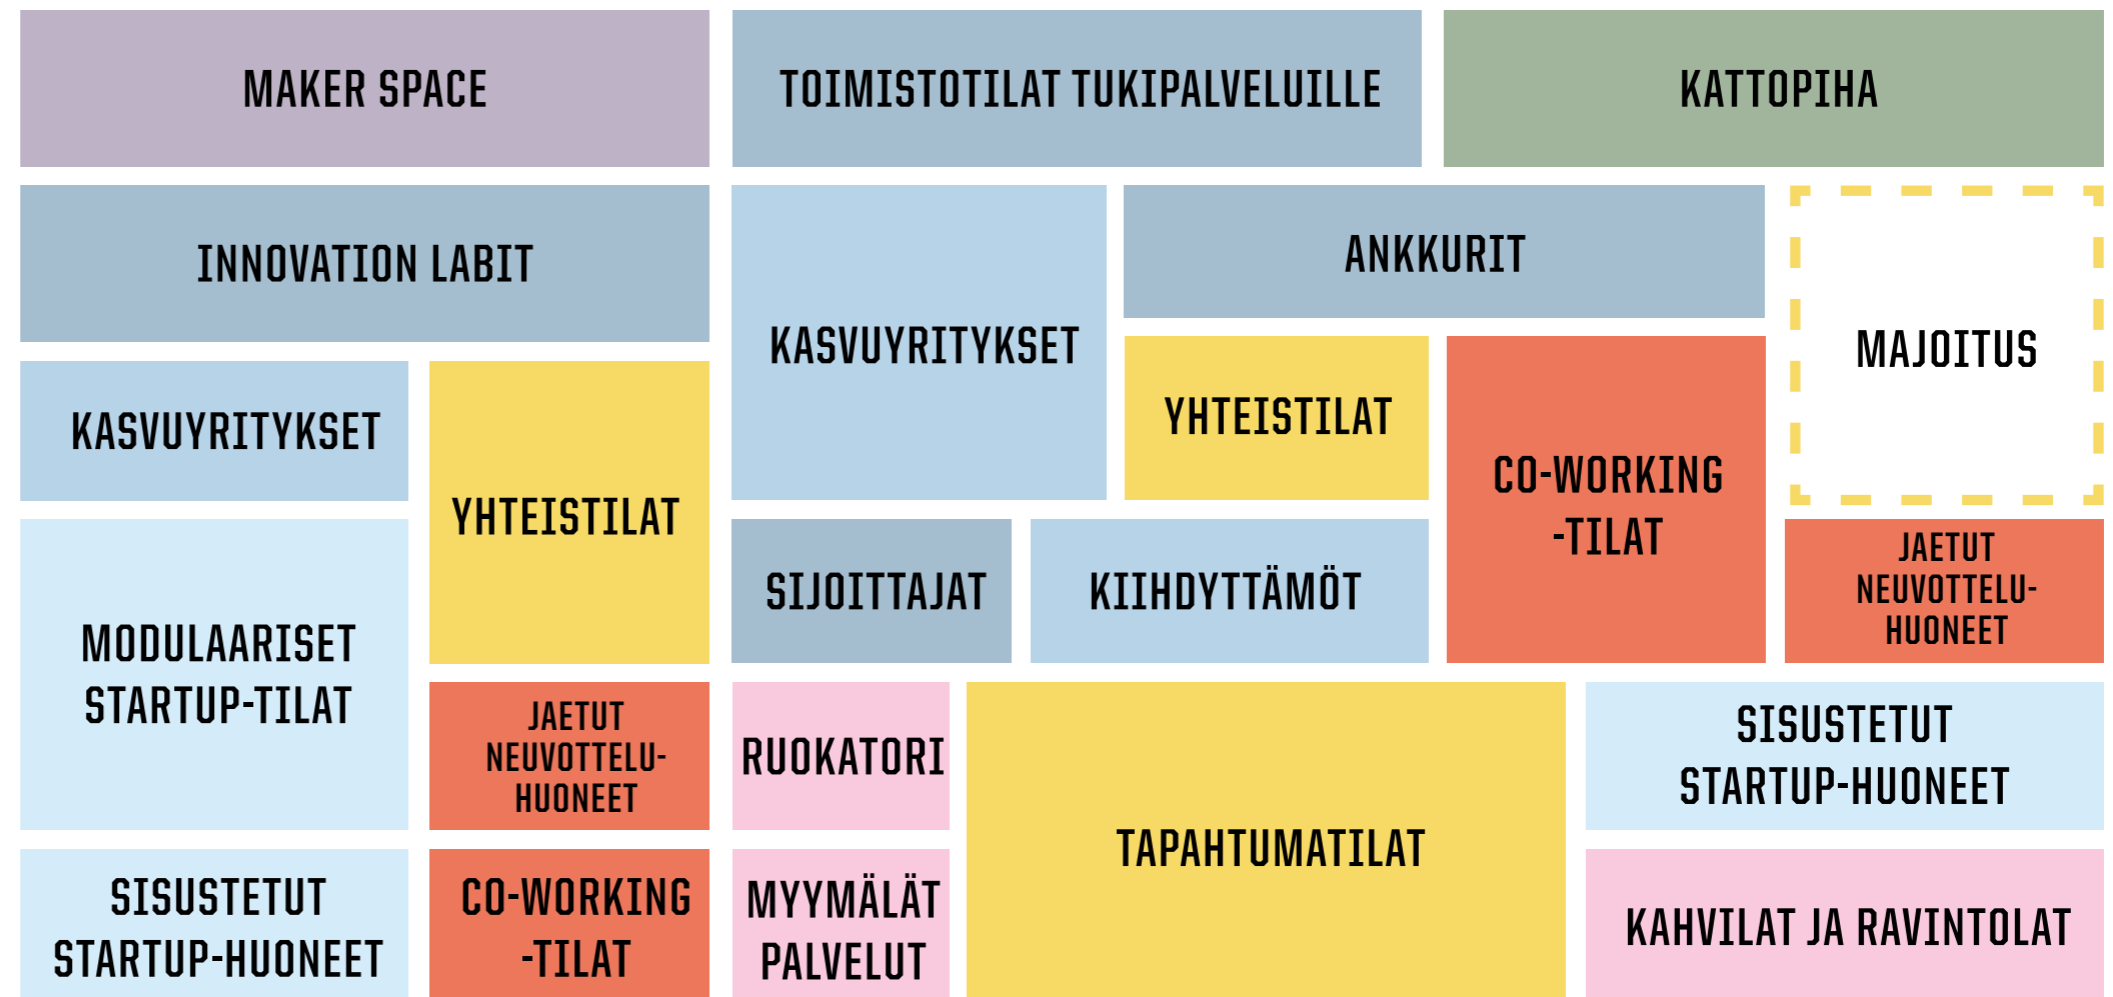 MAKER SPACE
TOIMISTOTILAT TUKIPALVELUILLE
KATTOPIHA
INNOVATION LABIT
KASVUYRITYKSET
ANKKURIT
MAJOITUS
KASVUYRITYKSET
YHTEISTILAT
YHTEISTILAT
CO-WORKING
-TILAT
MODULAARISET
STARTUP-TILAT
SIJOITTAJAT
KIIHDYTTÄMÖT
JAETUT
NEUVOTTELU-
HUONEET
JAETUT
NEUVOTTELU-
HUONEET
RUOKATORI
TAPAHTUMATILAT
SISUSTETUT
STARTUP-HUONEET
SISUSTETUT
STARTUP-HUONEET
CO-WORKING
-TILAT
MYYMÄLÄT
PALVELUT
KAHVILAT JA RAVINTOLAT